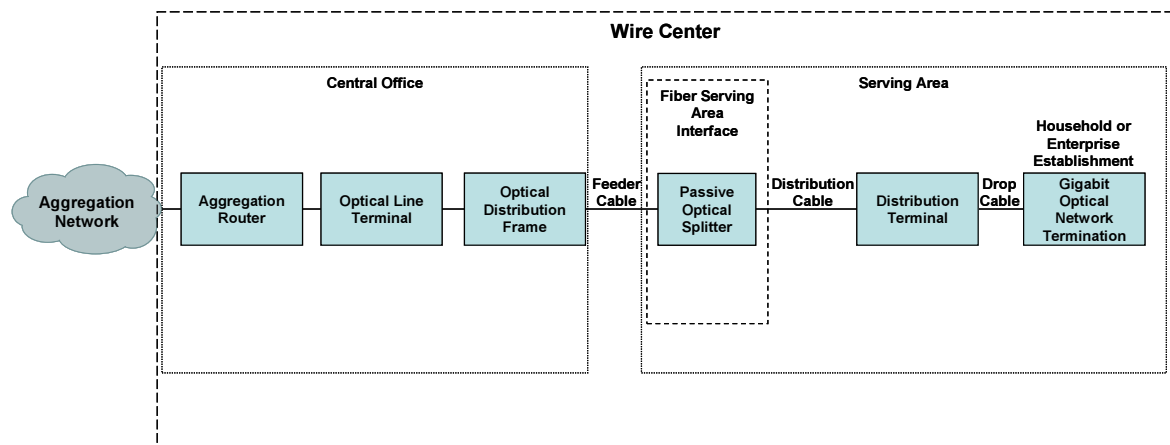 Wire Center
Central Office
Serving Area
Fiber Serving
Area
Interface
Household or
Enterprise
Establishment
Aggregation
Network
Aggregation
Router
Optical Line
Terminal
Optical
Distribution
Frame
Feeder
Cable
Passive
Optical
Splitter
Distribution
Cable
Distribution
Terminal
Drop
Cable
Gigabit
Optical
Network
Termination